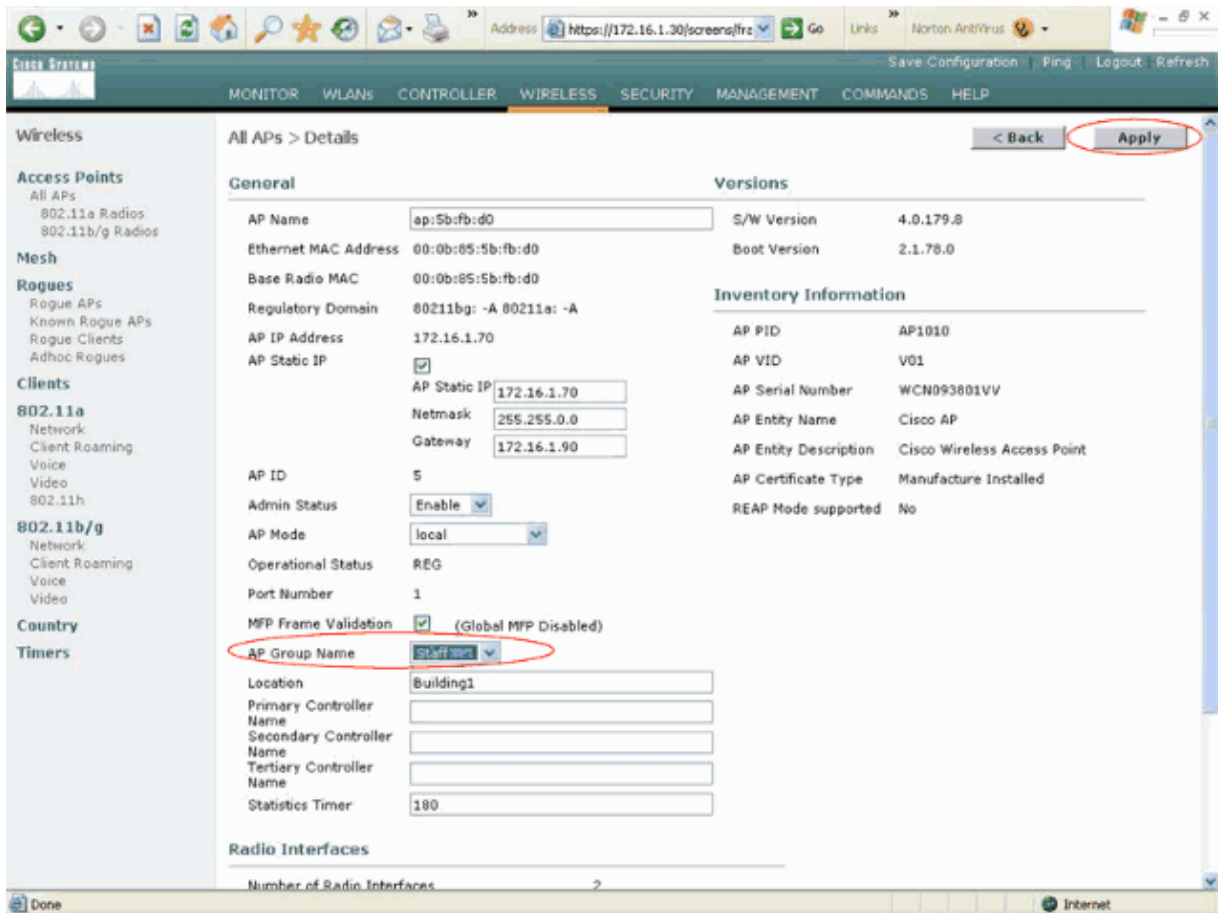 Address https://172.16.1.30/screens/fra Go Links Norton AntiVirus
Cisco Systems
Save Configuration Ping Logout Refresh
MONITOR WLANs CONTROLLER WIRELESS SECURITY MANAGEMENT COMMANDS HELP
Wireless
Access Points
All APs
802.11a Radios
802.11b/g Radios
Mesh
Rogues
Rogue APs
Known Rogue APs
Rogue Clients
Adhoc Rogues
Clients
802.11a
Network
Client Roaming
Voice
Video
802.11h
802.11b/g
Network
Client Roaming
Voice
Video
Country
Timers
All APs > Details
< Back Apply
General
AP Name ap:5b:fb:d0
Ethernet MAC Address 00:0b:85:5b:fb:d0
Base Radio MAC 00:0b:85:5b:fb:d0
Regulatory Domain 80211bg: -A 80211a: -A
AP IP Address 172.16.1.70
AP Static IP
AP Static IP 172.16.1.70
Netmask 255.255.0.0
Gateway 172.16.1.90
AP ID 5
Admin Status Enable
AP Mode local
Operational Status REG
Port Number 1
MFP Frame Validation (Global MFP Disabled)
AP Group Name Staff
Location Building1
Primary Controller
Name
Secondary Controller
Name
Tertiary Controller
Name
Statistics Timer 180
Radio Interfaces
Number of Radio Interfaces 2
Versions
S/W Version 4.0.179.8
Boot Version 2.1.78.0
Inventory Information
AP PID AP1010
AP VID V01
AP Serial Number WCN093801VV
AP Entity Name Cisco AP
AP Entity Description Cisco Wireless Access Point
AP Certificate Type Manufacture Installed
REAP Mode supported No
Done Internet